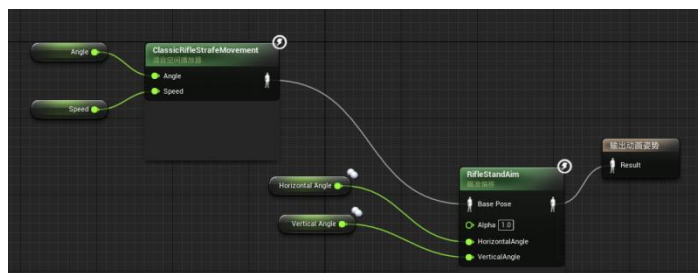 Angle
Speed
ClassicRifleStrafeMovement
混合空间播放器
Angle
Speed
Horizontal Angle
Vertical Angle
RifleStandAim
瞄准偏移
Base Pose
Alpha 1.0
HorizontalAngle
VerticalAngle
输出动画姿势
Result